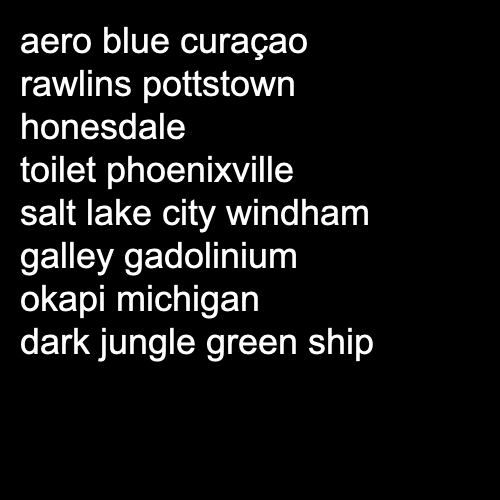 aero blue curaçao
rawlins pottstown
honesdale
toilet phoenixville
salt lake city windham
galley gadolinium
okapi michigan
dark jungle green ship